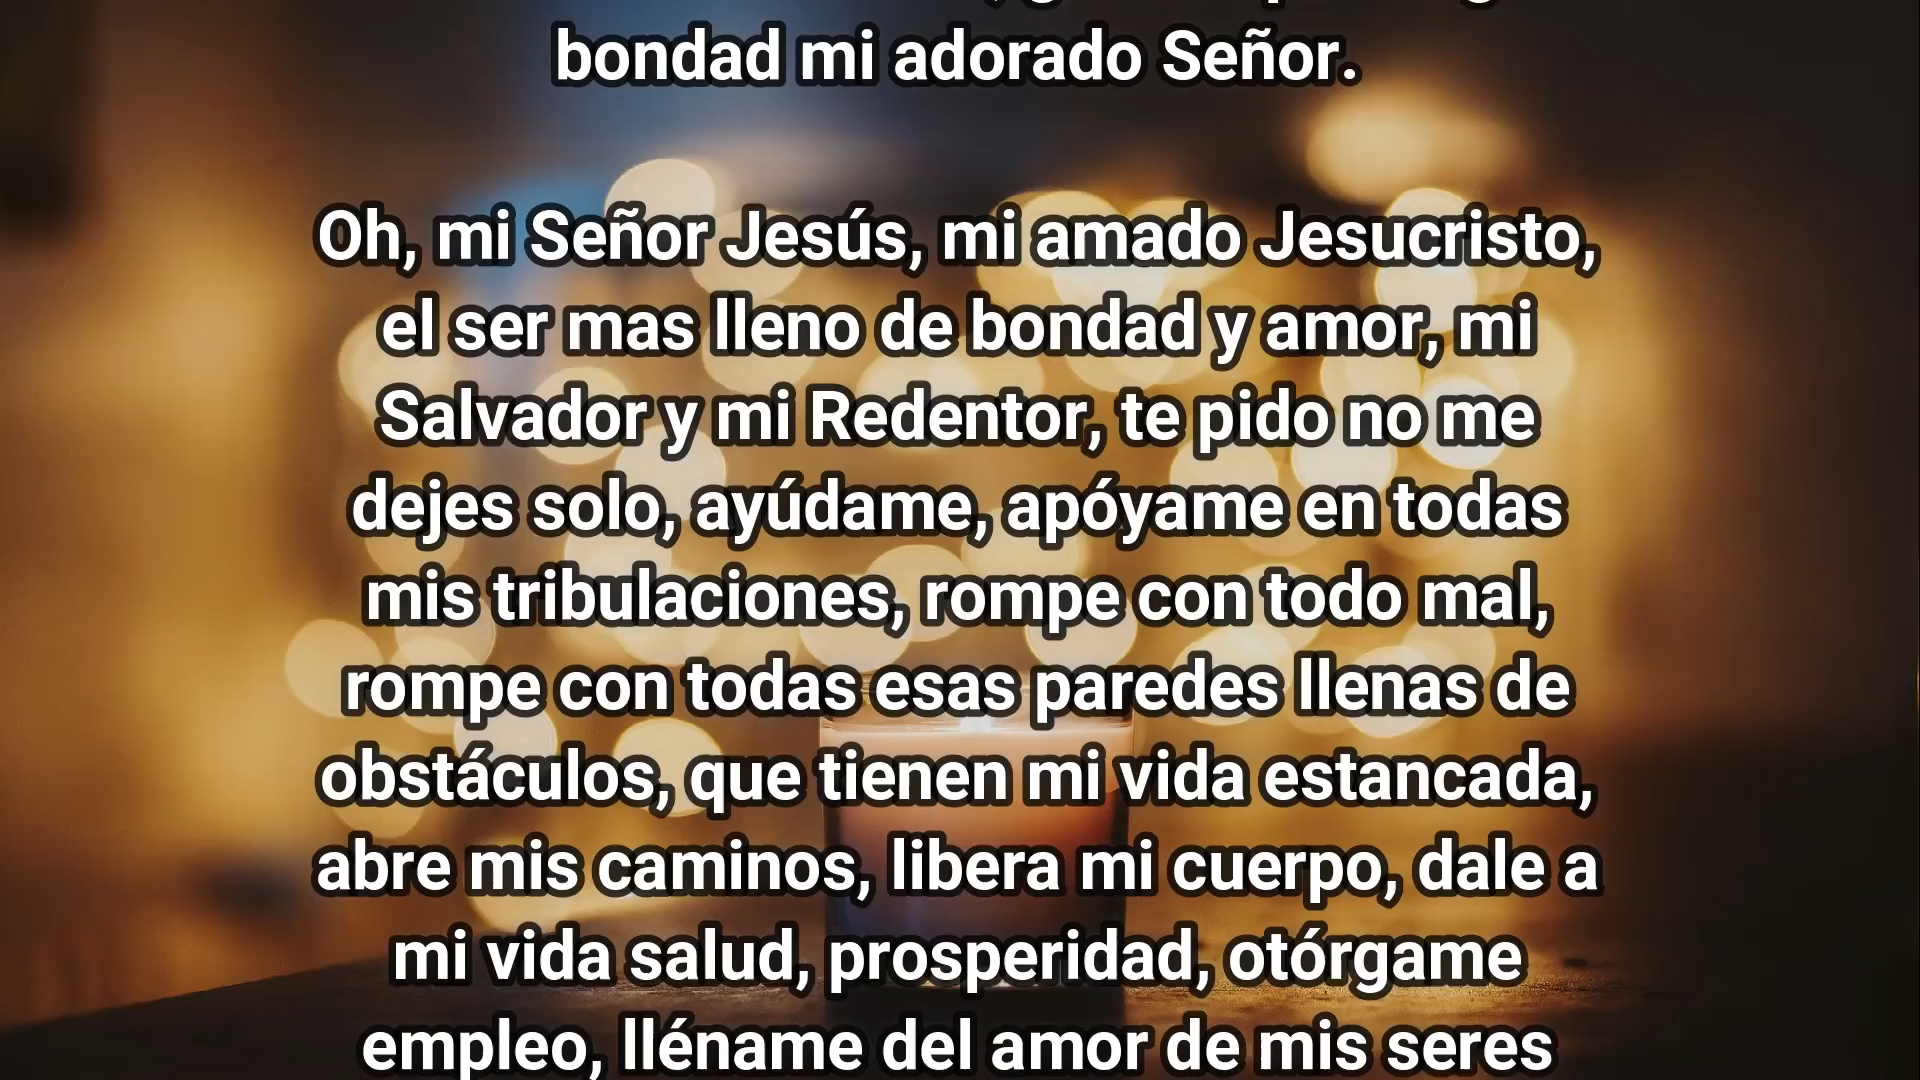 bondad mi adorado Señor.
Oh, mi Señor Jesús, mi amado Jesucristo,
el ser mas lleno de bondad y amor, mi
Salvador y mi Redentor, te pido no me
dejes solo, ayúdame, apóyame en todas
mis tribulaciones, rompe con todo mal,
rompe con todas esas paredes llenas de
obstáculos, que tienen mi vida estancada,
abre mis caminos, libera mi cuerpo, dale a
mi vida salud, prosperidad, otórgame
empleo, lléname del amor de mis seres